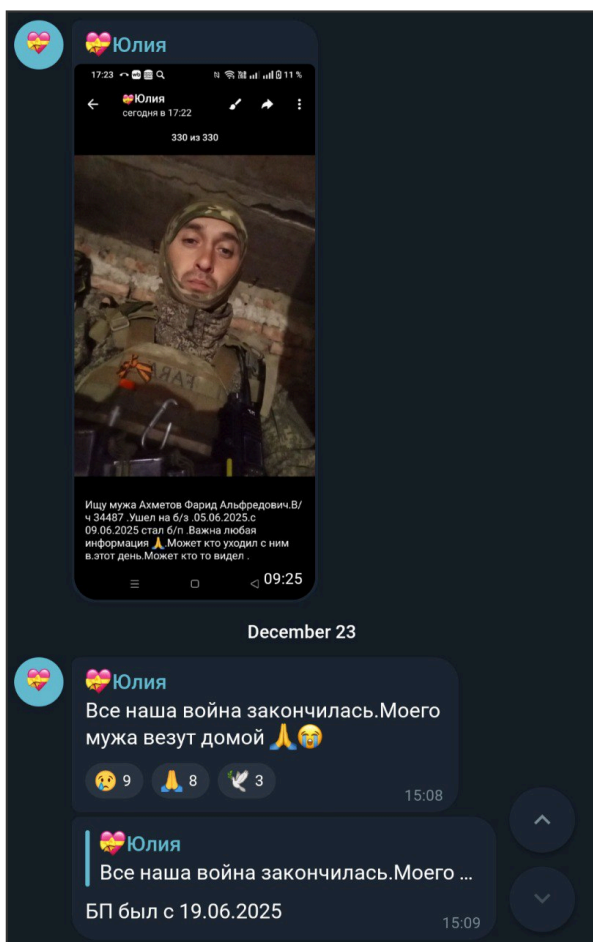 Юлия
17:23
11 %
Юлия
сегодня в 17:22
330 из 330
FARA
Ищу мужа Ахметов Фарид Альфредович.В/
ч 34487 .Ушел на б/з .05.06.2025.с
09.06.2025 стал б/п .Важна любая
информация 🙏.Может кто уходил с ним
в.этот день.Может кто то видел .
09:25
December 23
Юлия
Все наша война закончилась.Моего
мужа везут домой 🙏😭
😢 9 🙏 8 🕊 3
15:08
Юлия
Все наша война закончилась.Моего ...
БП был с 19.06.2025
15:09